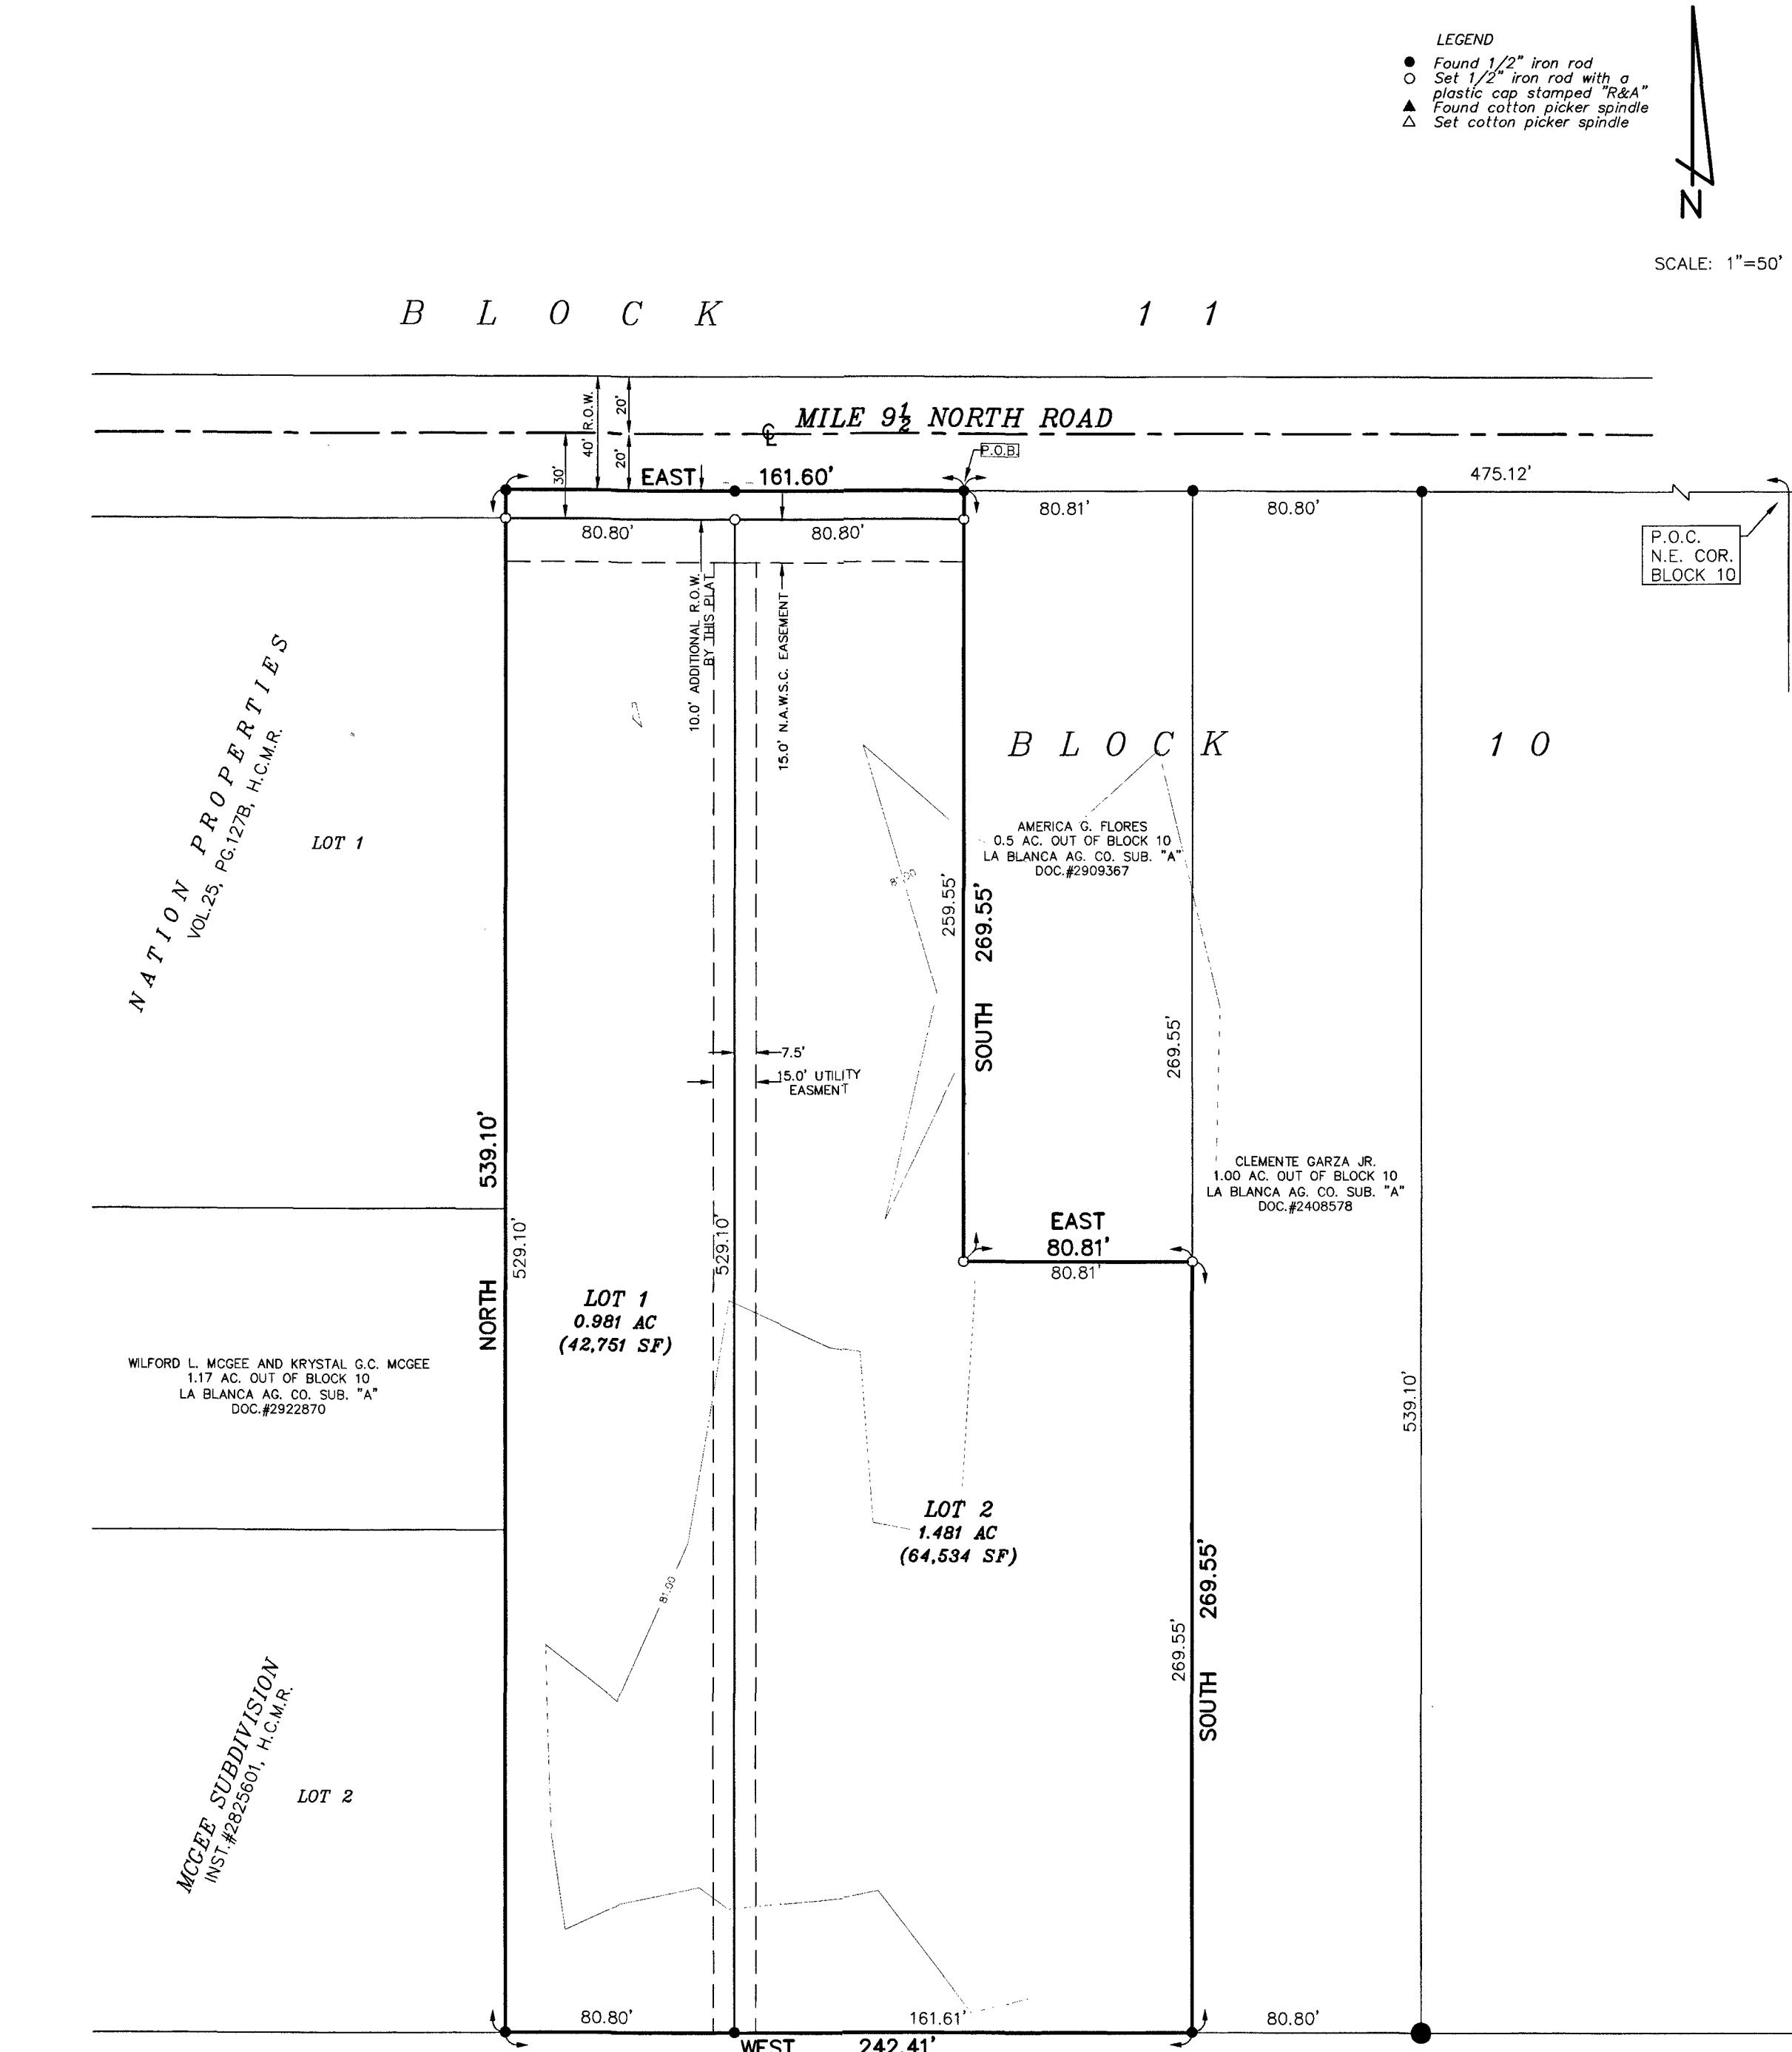 LEGEND
Found 1/2" iron rod
Set 1/2" iron rod with a
plastic cap stamped "R&A"
Found cotton picker spindle
Set cotton picker spindle
N
SCALE: 1"=50'
BLOCK 11
40' R.O.W.
20'
20'
30'
MILE 9½ NORTH ROAD
℄
P.O.B.
EAST 161.60'
475.12'
80.80'
80.80'
80.81'
80.80'
P.O.C.
N.E. COR.
BLOCK 10
10.0' ADDITIONAL R.O.W.
BY THIS PLAT
15.0' N.A.W.S.C. EASEMENT
NATION PROPERTIES
VOL.25, PG.127B, H.C.M.R.
LOT 1
BLOCK 10
AMERICA G. FLORES
0.5 AC. OUT OF BLOCK 10
LA BLANCA AG. CO. SUB. "A"
DOC.#2909367
259.55'
SOUTH 269.55'
269.55'
7.5'
15.0' UTILITY
EASMENT
NORTH 539.10'
529.10'
529.10'
CLEMENTE GARZA JR.
1.00 AC. OUT OF BLOCK 10
LA BLANCA AG. CO. SUB. "A"
DOC.#2408578
EAST
80.81'
80.81'
LOT 1
0.981 AC
(42,751 SF)
WILFORD L. MCGEE AND KRYSTAL G.C. MCGEE
1.17 AC. OUT OF BLOCK 10
LA BLANCA AG. CO. SUB. "A"
DOC.#2922870
539.10'
LOT 2
1.481 AC
(64,534 SF)
81.00
269.55'
SOUTH 269.55'
MCGEE SUBDIVISION
INST.#2825601, H.C.M.R.
LOT 2
80.80'
161.61'
80.80'
WEST 242.41'